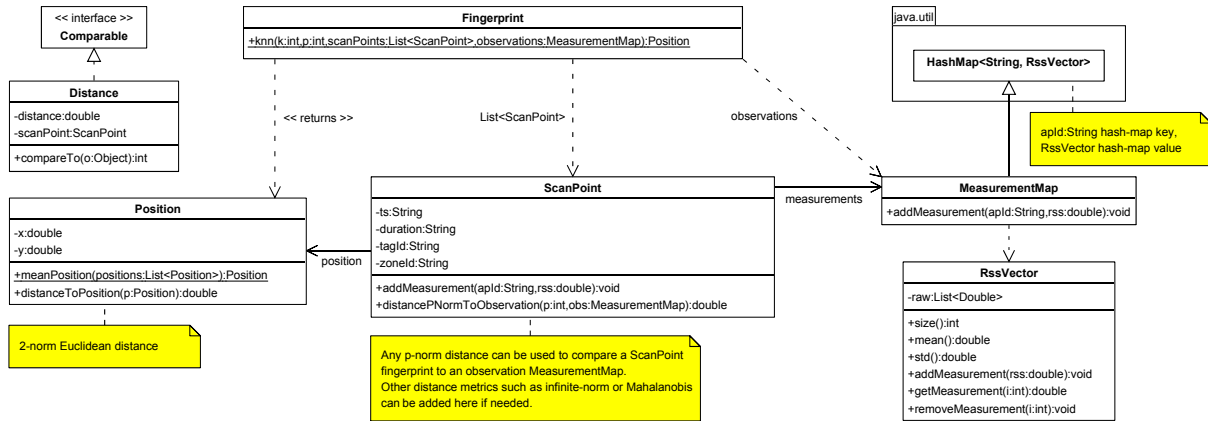 << interface >>
Comparable
Distance
-distance:double
-scanPoint:ScanPoint
+compareTo(o:Object):int
Fingerprint
+knn(k:int,p:int,scanPoints:List<ScanPoint>,observations:MeasurementMap):Position
<< returns >>
List<ScanPoint>
observations
java.util
HashMap<String, RssVector>
apId:String hash-map key,
RssVector hash-map value
Position
-x:double
-y:double
+meanPosition(positions:List<Position>):Position
+distanceToPosition(p:Position):double
2-norm Euclidean distance
position
ScanPoint
-ts:String
-duration:String
-tagId:String
-zoneId:String
+addMeasurement(apId:String,rss:double):void
+distancePNormToObservation(p:int,obs:MeasurementMap):double
Any p-norm distance can be used to compare a ScanPoint
fingerprint to an observation MeasurementMap.
Other distance metrics such as infinite-norm or Mahalanobis
can be added here if needed.
measurements
MeasurementMap
+addMeasurement(apId:String,rss:double):void
RssVector
-raw:List<Double>
+size():int
+mean():double
+std():double
+addMeasurement(rss:double):void
+getMeasurement(i:int):double
+removeMeasurement(i:int):void